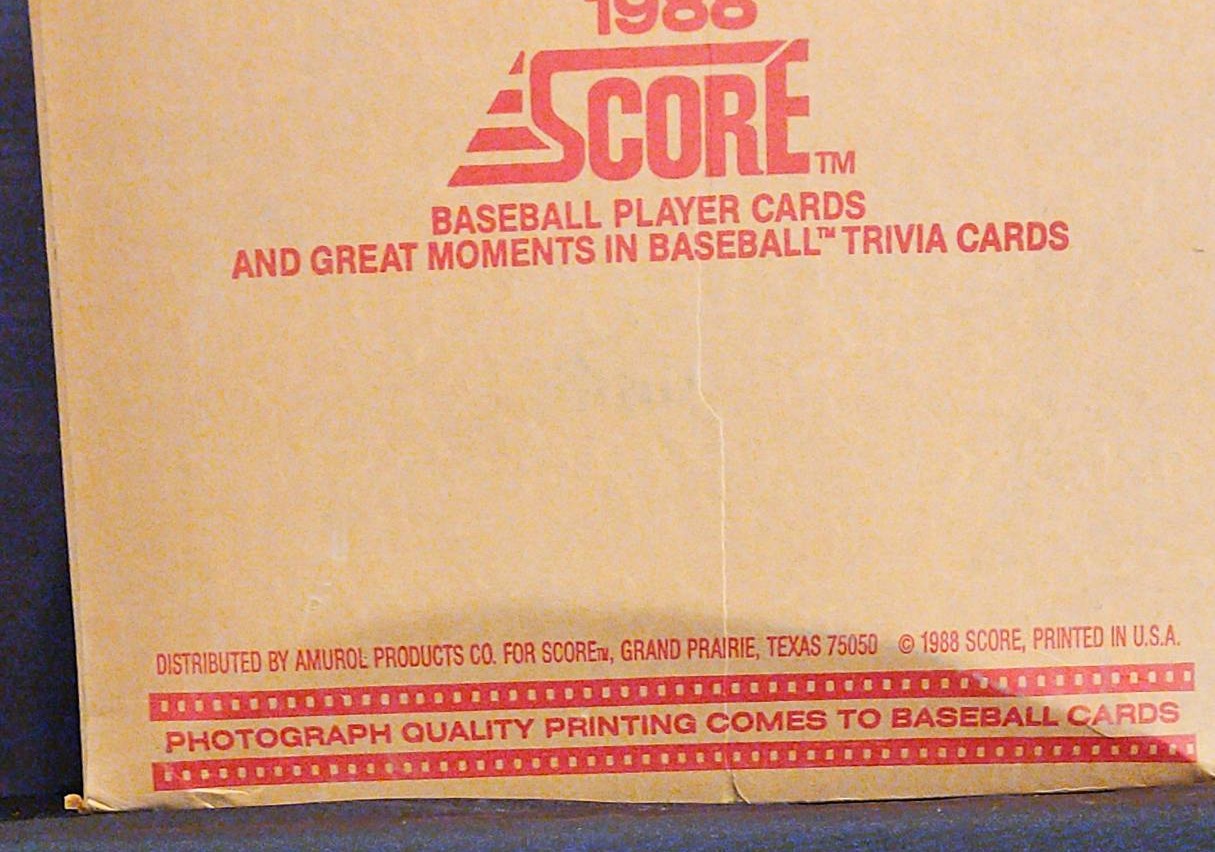 1988
SCORE™
BASEBALL PLAYER CARDS
AND GREAT MOMENTS IN BASEBALL™ TRIVIA CARDS
DISTRIBUTED BY AMUROL PRODUCTS CO. FOR SCORE™, GRAND PRAIRIE, TEXAS 75050 © 1988 SCORE, PRINTED IN U.S.A.
PHOTOGRAPH QUALITY PRINTING COMES TO BASEBALL CARDS